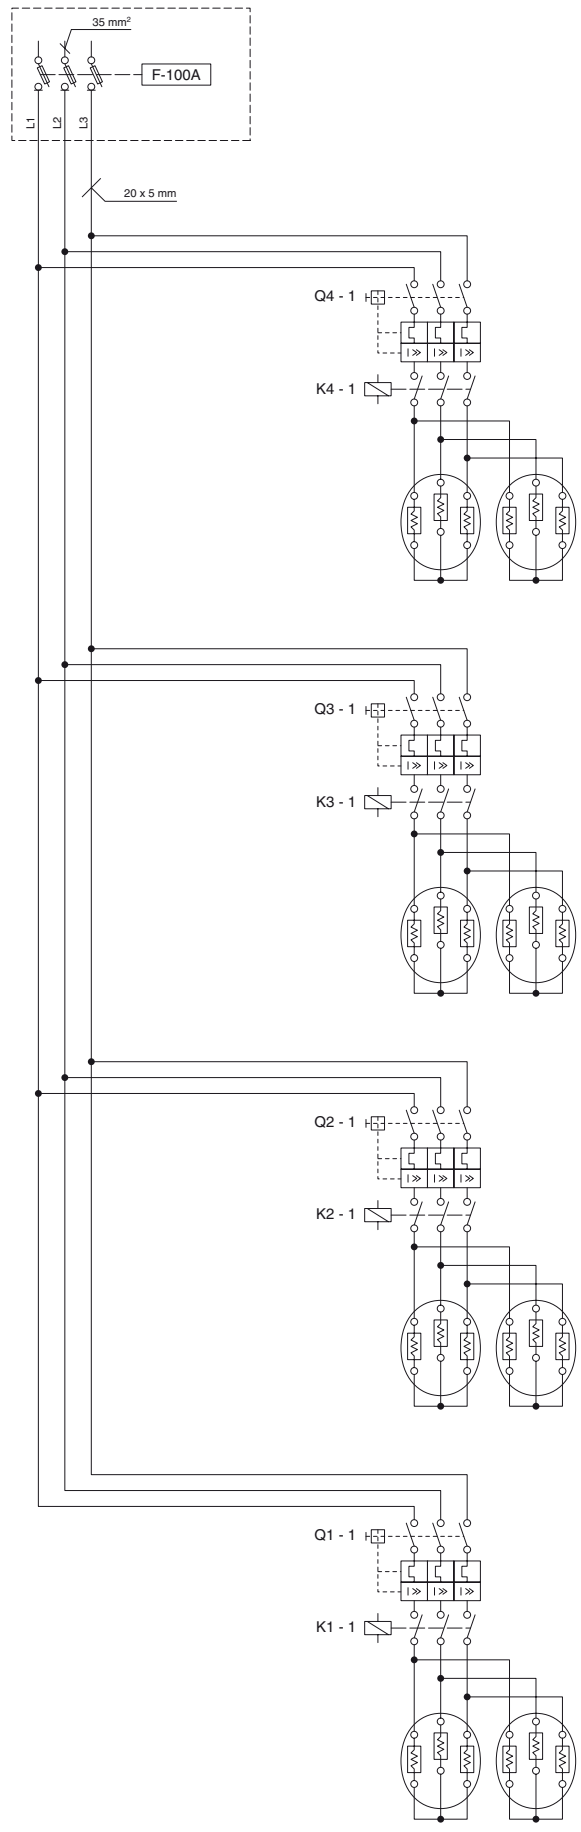 35 mm²
F-100A
L1
L2
L3
20 x 5 mm
Q4 - 1
I>> I>> I>>
K4 - 1
Q3 - 1
I>> I>> I>>
K3 - 1
Q2 - 1
I>> I>> I>>
K2 - 1
Q1 - 1
I>> I>> I>>
K1 - 1